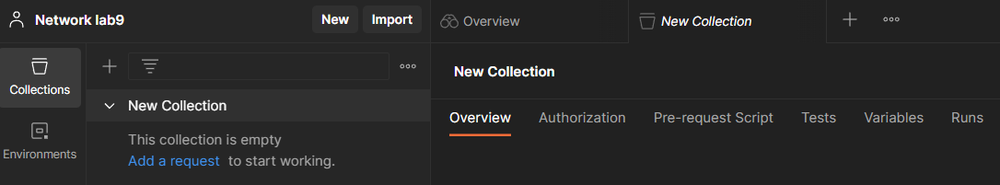 Network lab9
New
Import
Overview
New Collection
Collections
Environments
New Collection
This collection is empty
Add a request to start working.
New Collection
Overview
Authorization
Pre-request Script
Tests
Variables
Runs